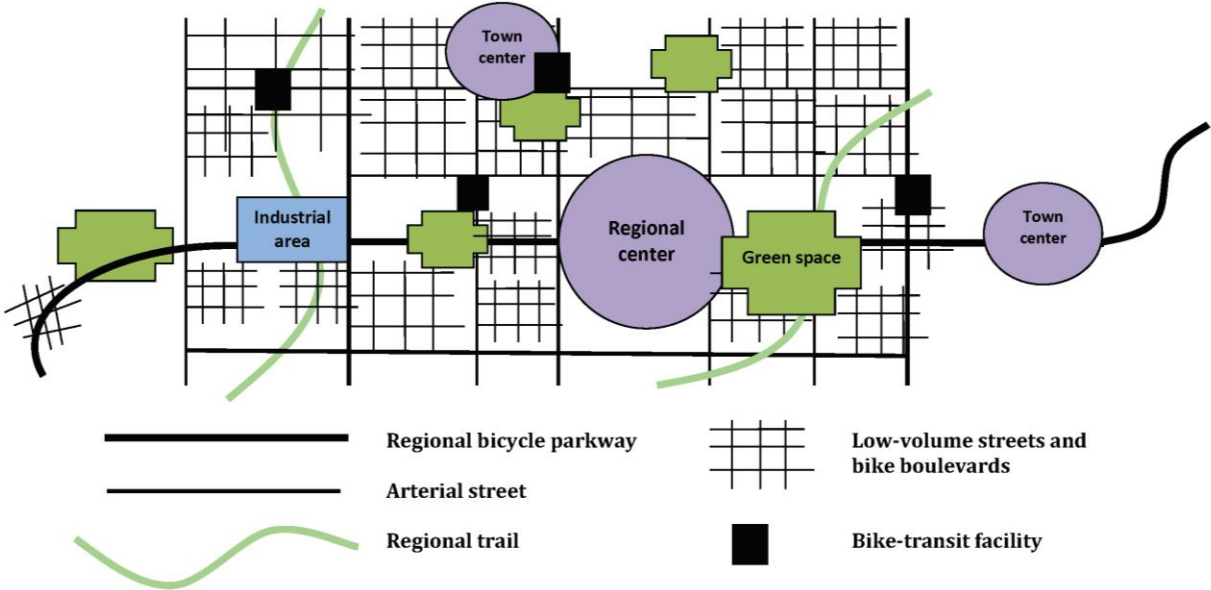 Town
center
Industrial
area
Regional
center
Green space
Town
center
Regional bicycle parkway
Arterial street
Regional trail
Low-volume streets and
bike boulevards
Bike-transit facility